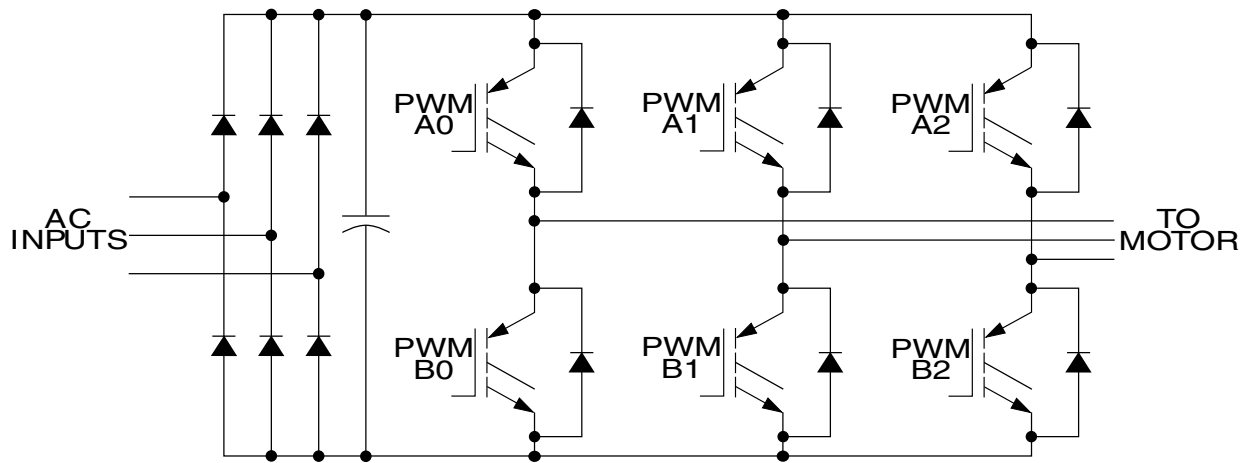 PWM
A0
PWM
A1
PWM
A2
AC
INPUTS
TO
MOTOR
PWM
B0
PWM
B1
PWM
B2